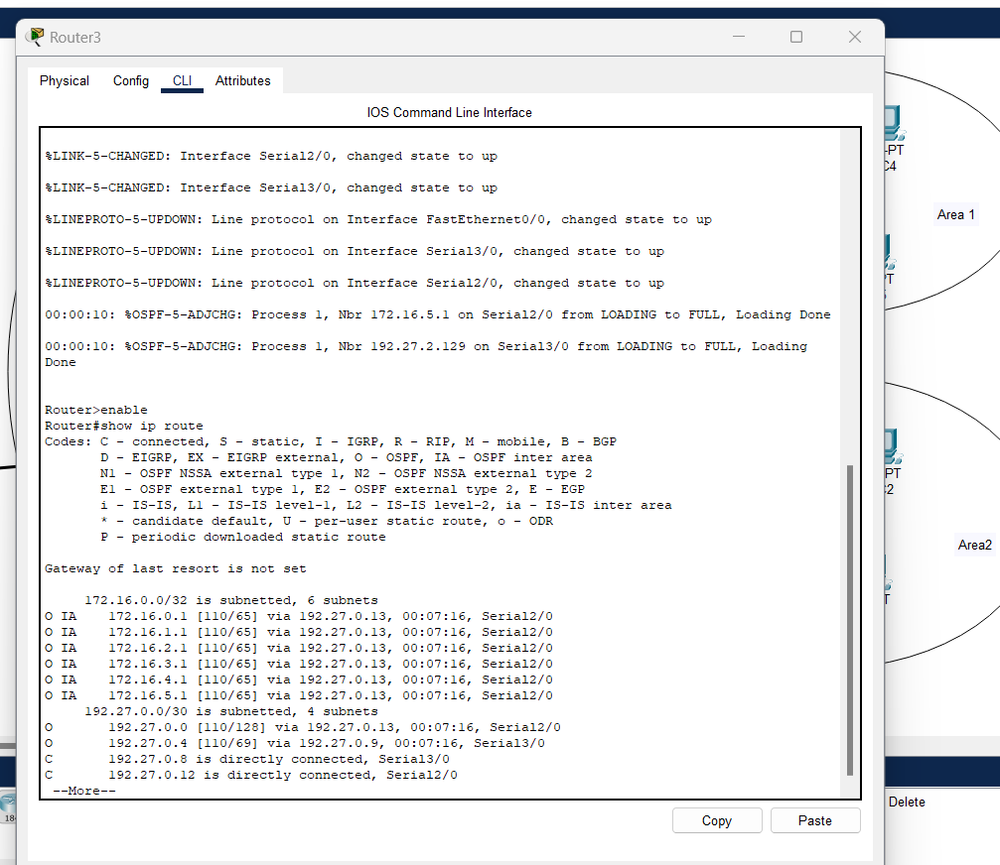 Router3
Physical Config CLI Attributes
IOS Command Line Interface
%LINK-5-CHANGED: Interface Serial2/0, changed state to up
%LINK-5-CHANGED: Interface Serial3/0, changed state to up
%LINEPROTO-5-UPDOWN: Line protocol on Interface FastEthernet0/0, changed state to up
%LINEPROTO-5-UPDOWN: Line protocol on Interface Serial3/0, changed state to up
%LINEPROTO-5-UPDOWN: Line protocol on Interface Serial2/0, changed state to up
00:00:10: %OSPF-5-ADJCHG: Process 1, Nbr 172.16.5.1 on Serial2/0 from LOADING to FULL, Loading Done
00:00:10: %OSPF-5-ADJCHG: Process 1, Nbr 192.27.2.129 on Serial3/0 from LOADING to FULL, Loading
Done
Router>enable
Router#show ip route
Codes: C - connected, S - static, I - IGRP, R - RIP, M - mobile, B - BGP
D - EIGRP, EX - EIGRP external, O - OSPF, IA - OSPF inter area
N1 - OSPF NSSA external type 1, N2 - OSPF NSSA external type 2
E1 - OSPF external type 1, E2 - OSPF external type 2, E - EGP
i - IS-IS, L1 - IS-IS level-1, L2 - IS-IS level-2, ia - IS-IS inter area
* - candidate default, U - per-user static route, o - ODR
P - periodic downloaded static route
Gateway of last resort is not set
172.16.0.0/32 is subnetted, 6 subnets
O IA 172.16.0.1 [110/65] via 192.27.0.13, 00:07:16, Serial2/0
O IA 172.16.1.1 [110/65] via 192.27.0.13, 00:07:16, Serial2/0
O IA 172.16.2.1 [110/65] via 192.27.0.13, 00:07:16, Serial2/0
O IA 172.16.3.1 [110/65] via 192.27.0.13, 00:07:16, Serial2/0
O IA 172.16.4.1 [110/65] via 192.27.0.13, 00:07:16, Serial2/0
O IA 172.16.5.1 [110/65] via 192.27.0.13, 00:07:16, Serial2/0
192.27.0.0/30 is subnetted, 4 subnets
O 192.27.0.0 [110/128] via 192.27.0.13, 00:07:16, Serial2/0
O 192.27.0.4 [110/69] via 192.27.0.9, 00:07:16, Serial3/0
C 192.27.0.8 is directly connected, Serial3/0
C 192.27.0.12 is directly connected, Serial2/0
--More--
Copy Paste
-PT
C4
Area 1
PT
Area2
Delete